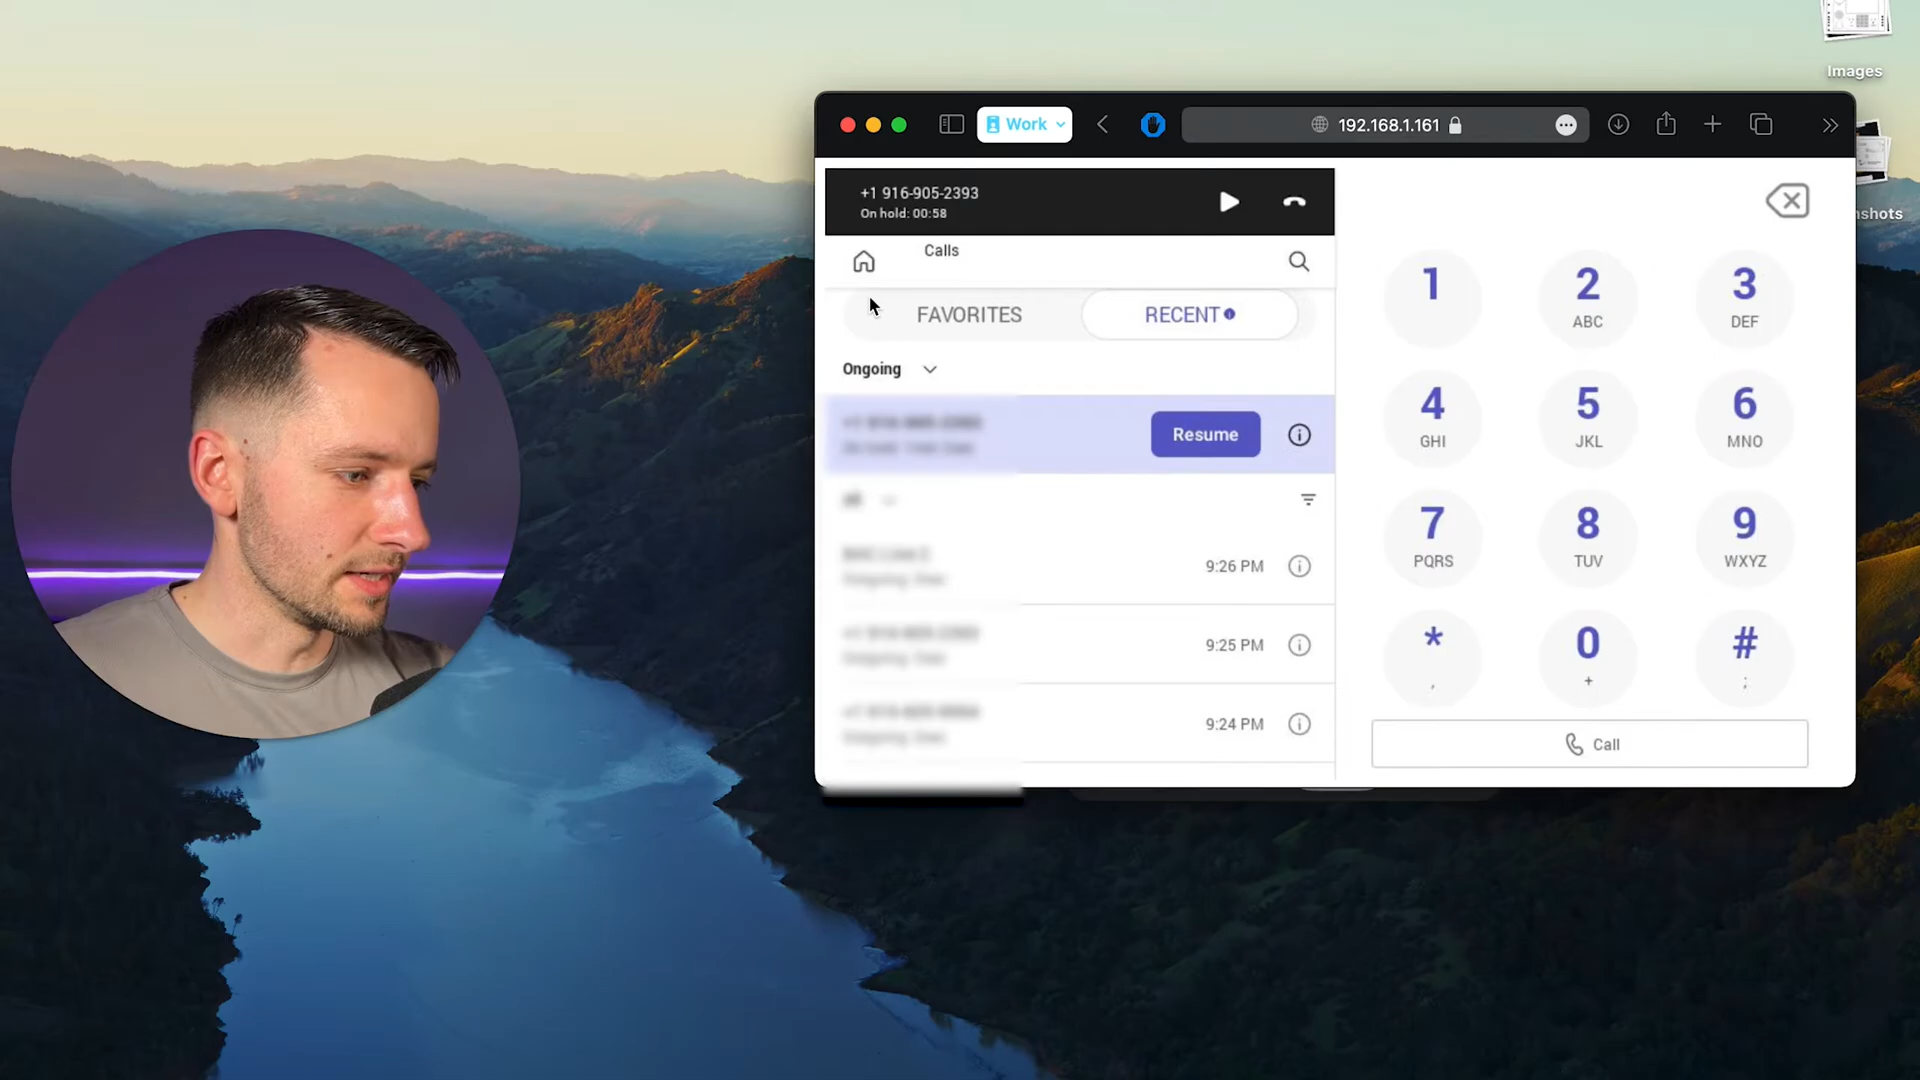 Images
Work
192.168.1.161
shots
+1 916-905-2393
On hold: 00:58
Calls
FAVORITES
RECENT
Ongoing
Resume
9:26 PM
9:25 PM
9:24 PM
1
2
ABC
3
DEF
4
GHI
5
JKL
6
MNO
7
PQRS
8
TUV
9
WXYZ
*
,
0
+
#
;
Call